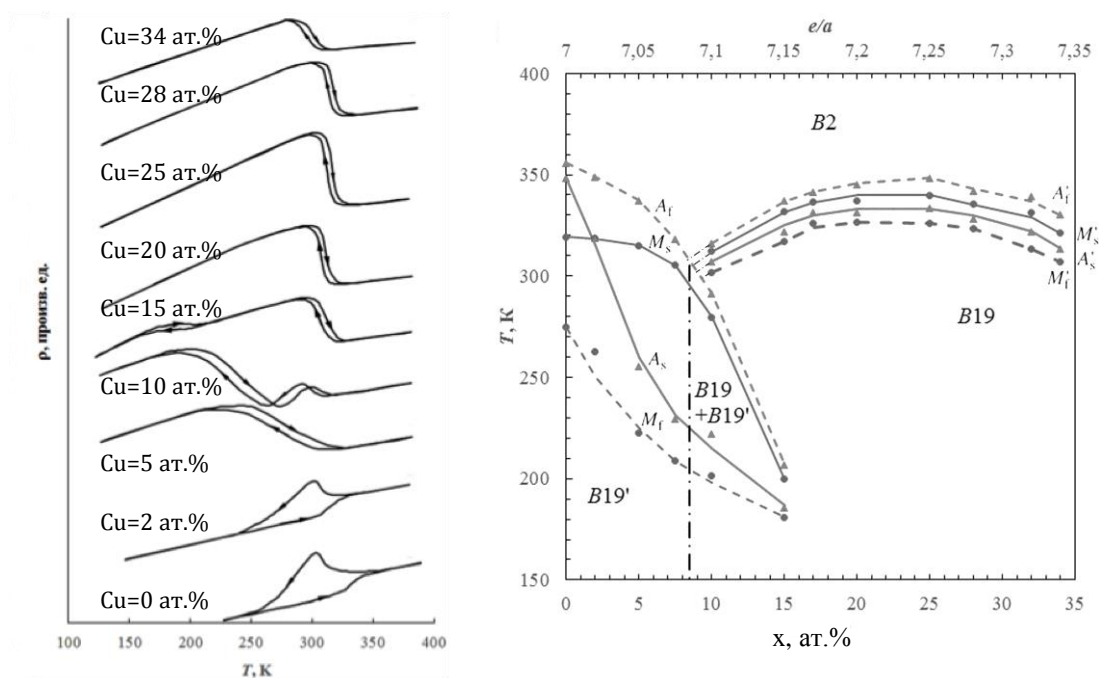 Cu=34 ат.%
Cu=28 ат.%
Cu=25 ат.%
Cu=20 ат.%
Cu=15 ат.%
Cu=10 ат.%
Cu=5 ат.%
Cu=2 ат.%
Cu=0 ат.%
ρ, произв. ед.
100 150 200 250 300 350 400
T, К
e/a
7 7,05 7,1 7,15 7,2 7,25 7,3 7,35
400
350
300
250
200
150
T, К
B2
Af
Ms
As
Mf
A'f
M's
A's
M'f
B19
B19
+B19'
B19'
0 5 10 15 20 25 30 35
x, ат.%